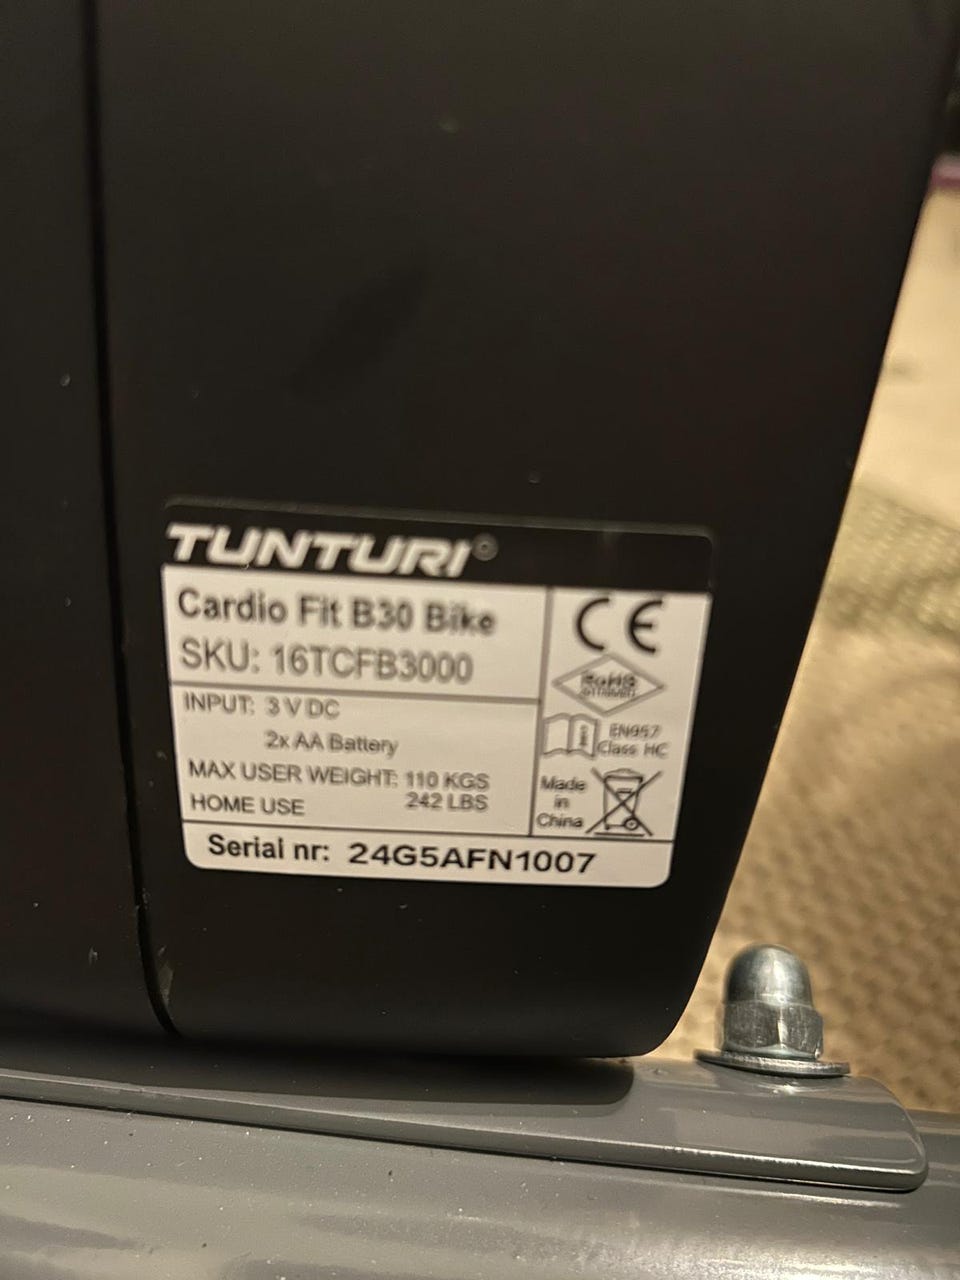 TUNTURI®
Cardio Fit B30 Bike
SKU: 16TCFB3000
INPUT: 3 V DC
2x AA Battery
MAX USER WEIGHT: 110 KGS
242 LBS
HOME USE
CE
RoHS
EN957
Class HC
Made
in
China
Serial nr: 24G5AFN1007